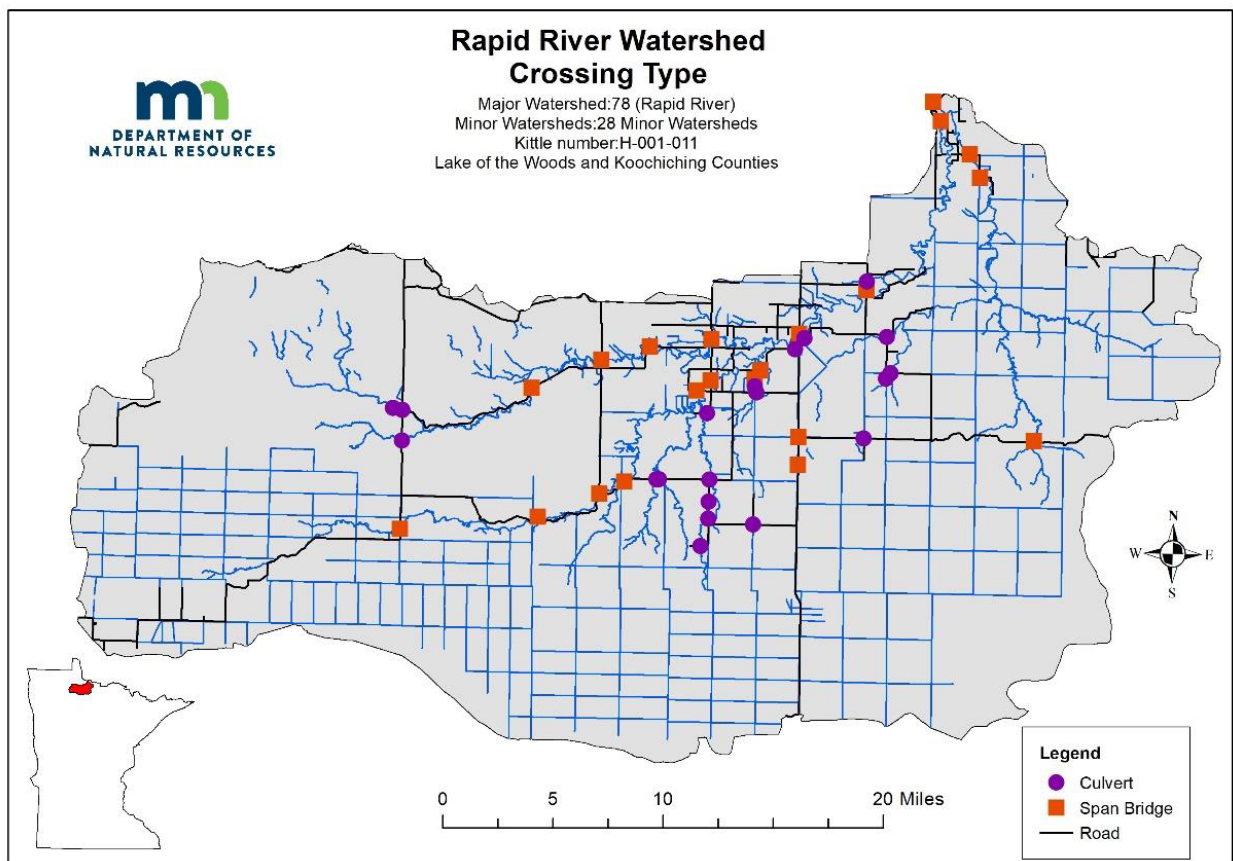 Rapid River Watershed
Crossing Type
Major Watershed:78 (Rapid River)
Minor Watersheds:28 Minor Watersheds
Kittle number:H-001-011
Lake of the Woods and Koochiching Counties
mn
DEPARTMENT OF
NATURAL RESOURCES
N
W E
S
Legend
Culvert
Span Bridge
Road
0 5 10 20 Miles